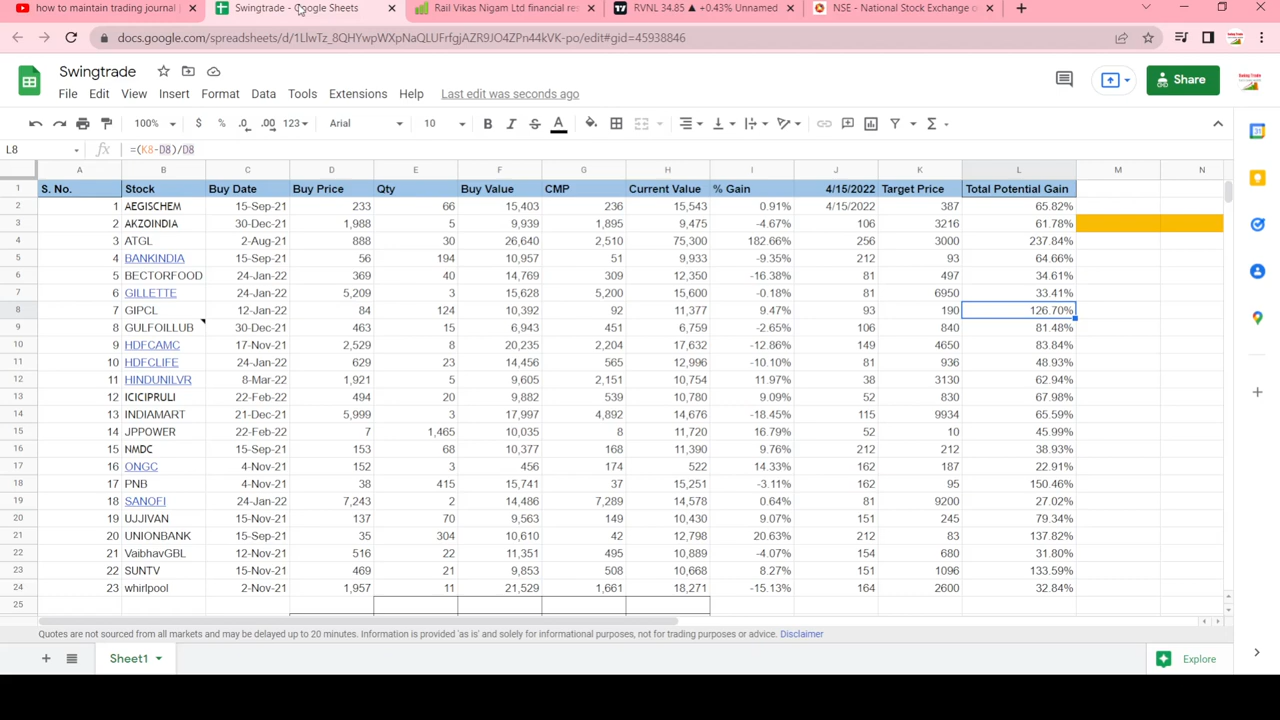 how to maintain trading journal
Swingtrade - Google Sheets
Rail Vikas Nigam Ltd financial res
RVNL 34.85 ▲ +0.43% Unnamed
NSE - National Stock Exchange o
docs.google.com/spreadsheets/d/1LlwTz_8QHYwpWXpNaQLUFrfgjAZR9JO4ZPn44kVK-po/edit#gid=45938846
Swingtrade
File Edit View Insert Format Data Tools Extensions Help Last edit was seconds ago
Share
100% $ % .0 .00 123 Arial 10 B I S A
L8 fx =(K8-D8)/D8
A B C D E F G H I J K L M N
1 S. No. Stock Buy Date Buy Price Qty Buy Value CMP Current Value % Gain 4/15/2022 Target Price Total Potential Gain
2 1 AEGISCHEM 15-Sep-21 233 66 15,403 236 15,543 0.91% 4/15/2022 387 65.82%
3 2 AKZOINDIA 30-Dec-21 1,988 5 9,939 1,895 9,475 -4.67% 106 3216 61.78%
4 3 ATGL 2-Aug-21 888 30 26,640 2,510 75,300 182.66% 256 3000 237.84%
5 4 BANKINDIA 15-Sep-21 56 194 10,957 51 9,933 -9.35% 212 93 64.66%
6 5 BECTORFOOD 24-Jan-22 369 40 14,769 309 12,350 -16.38% 81 497 34.61%
7 6 GILLETTE 24-Jan-22 5,209 3 15,628 5,200 15,600 -0.18% 81 6950 33.41%
8 7 GIPCL 12-Jan-22 84 124 10,392 92 11,377 9.47% 93 190 126.70%
9 8 GULFOILLUB 30-Dec-21 463 15 6,943 451 6,759 -2.65% 106 840 81.48%
10 9 HDFCAMC 17-Nov-21 2,529 8 20,235 2,204 17,632 -12.86% 149 4650 83.84%
11 10 HDFCLIFE 24-Jan-22 629 23 14,456 565 12,996 -10.10% 81 936 48.93%
12 11 HINDUNILVR 8-Mar-22 1,921 5 9,605 2,151 10,754 11.97% 38 3130 62.94%
13 12 ICICIPRULI 22-Feb-22 494 20 9,882 539 10,780 9.09% 52 830 67.98%
14 13 INDIAMART 21-Dec-21 5,999 3 17,997 4,892 14,676 -18.45% 115 9934 65.59%
15 14 JPPOWER 22-Feb-22 7 1,465 10,035 8 11,720 16.79% 52 10 45.99%
16 15 NMDC 15-Sep-21 153 68 10,377 168 11,390 9.76% 212 212 38.93%
17 16 ONGC 4-Nov-21 152 3 456 174 522 14.33% 162 187 22.91%
18 17 PNB 4-Nov-21 38 415 15,741 37 15,251 -3.11% 162 95 150.46%
19 18 SANOFI 24-Jan-22 7,243 2 14,486 7,289 14,578 0.64% 81 9200 27.02%
20 19 UJJIVAN 15-Nov-21 137 70 9,563 149 10,430 9.07% 151 245 79.34%
21 20 UNIONBANK 15-Sep-21 35 304 10,610 42 12,798 20.63% 212 83 137.82%
22 21 VaibhavGBL 12-Nov-21 516 22 11,351 495 10,889 -4.07% 154 680 31.80%
23 22 SUNTV 15-Nov-21 469 21 9,853 508 10,668 8.27% 151 1096 133.59%
24 23 whirlpool 2-Nov-21 1,957 11 21,529 1,661 18,271 -15.13% 164 2600 32.84%
25
Quotes are not sourced from all markets and may be delayed up to 20 minutes. Information is provided 'as is' and solely for informational purposes, not for trading purposes or advice. Disclaimer
Sheet1
Explore